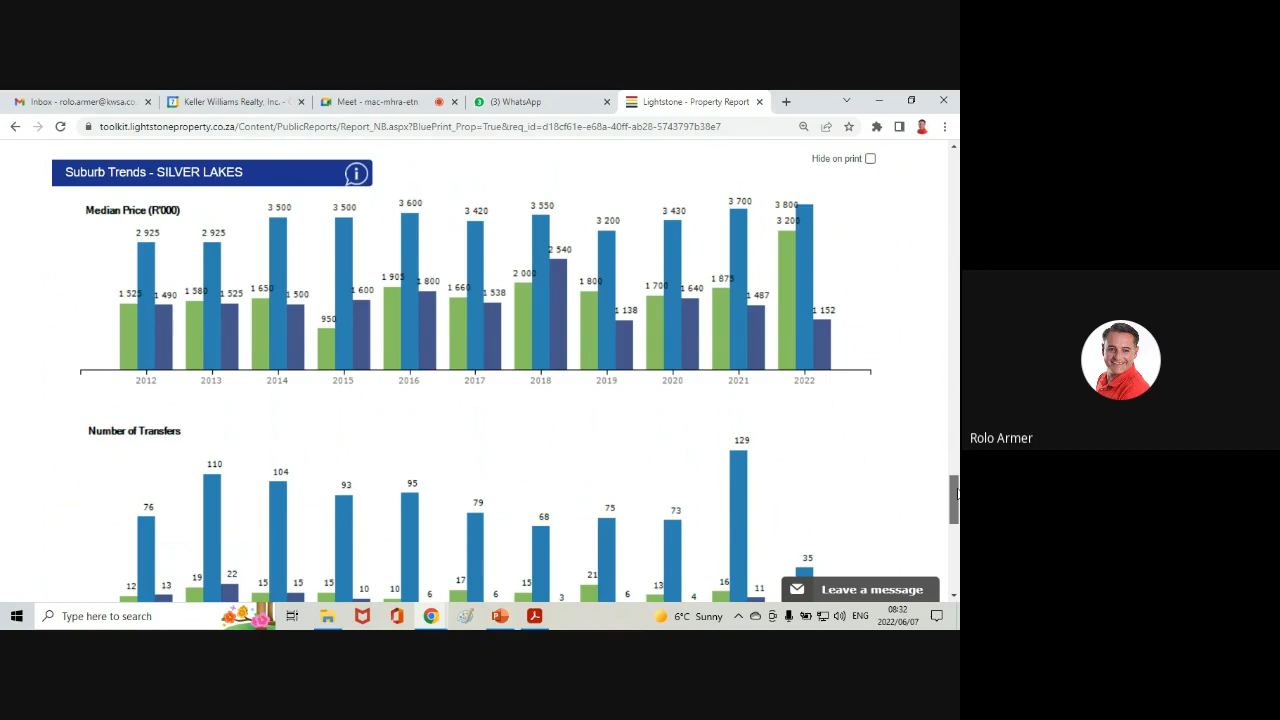 Inbox - rolo.armer@kwsa.co. Keller Williams Realty, Inc. - C Meet - mac-mhra-etn (3) WhatsApp Lightstone - Property Report
toolkit.lightstoneproperty.co.za/Content/PublicReports/Report_NB.aspx?BluePrint_Prop=True&req_id=d18cf61e-e68a-40ff-ab28-5743797b38e7
Hide on print
Suburb Trends - SILVER LAKES
Median Price (R'000)
2 925 2 925 3 500 3 500 3 600 3 420 3 550 3 200 3 430 3 700 3 800
1 525 1 490 1 580 1 525 1 650 1 500 950 1 600 1 905 1 800 1 660 1 538 2 000 2 540 1 800 1 138 1 700 1 640 1 875 1 487 3 200 1 152
2012 2013 2014 2015 2016 2017 2018 2019 2020 2021 2022
Number of Transfers
76 110 104 93 95 79 68 75 73 129 35
12 13 19 22 15 15 15 10 10 6 17 6 15 3 21 6 13 4 16 11
Leave a message
Rolo Armer
Type here to search
6°C Sunny
ENG
08:32
2022/06/07